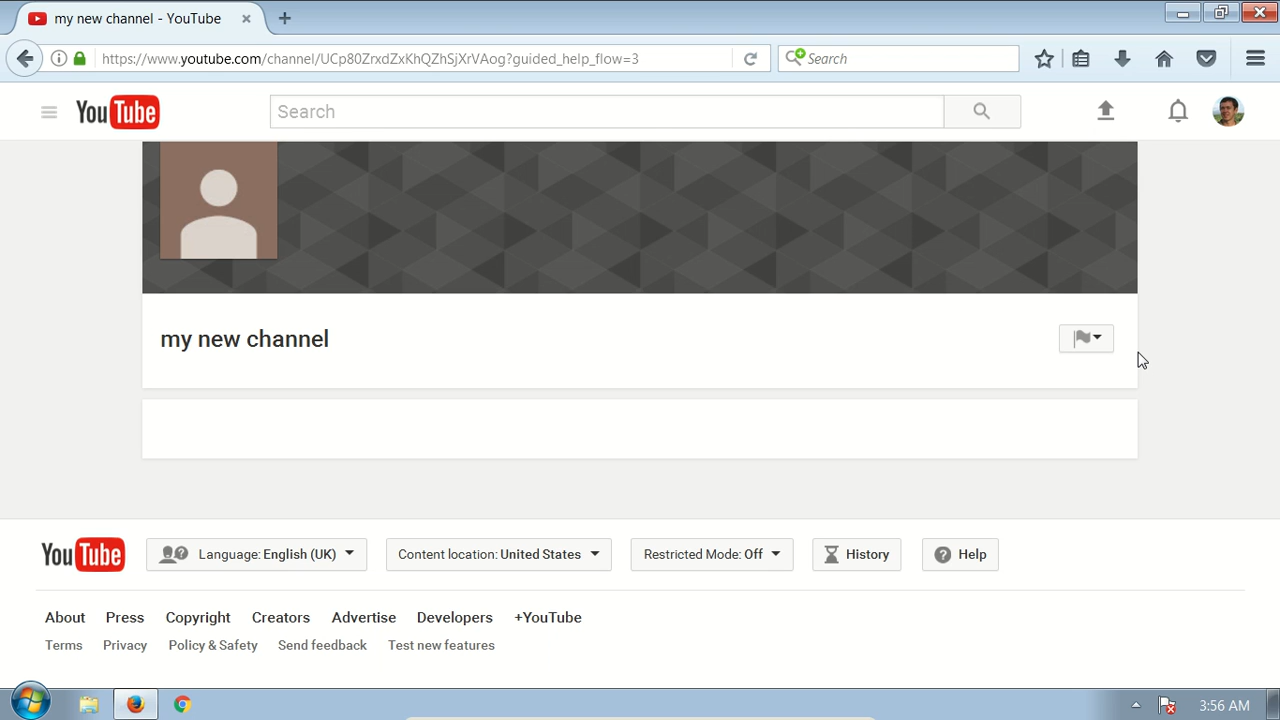 my new channel - YouTube
https://www.youtube.com/channel/UCp80ZrxdZxKhQZhSjXrVAog?guided_help_flow=3
Search
YouTube
Search
my new channel
YouTube
Language: English (UK)
Content location: United States
Restricted Mode: Off
History
Help
About
Press
Copyright
Creators
Advertise
Developers
+YouTube
Terms
Privacy
Policy & Safety
Send feedback
Test new features
3:56 AM